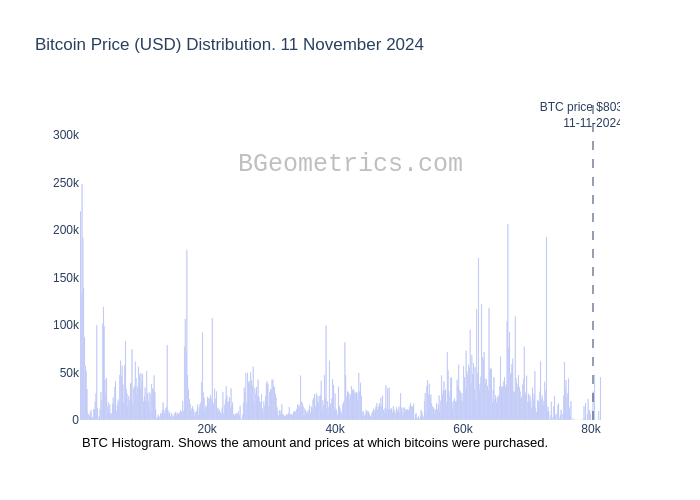 Bitcoin Price (USD) Distribution. 11 November 2024
BTC price $803
11-11-2024
300k
BGeometrics.com
250k
200k
150k
100k
50k
0
20k
40k
60k
80k
BTC Histogram. Shows the amount and prices at which bitcoins were purchased.